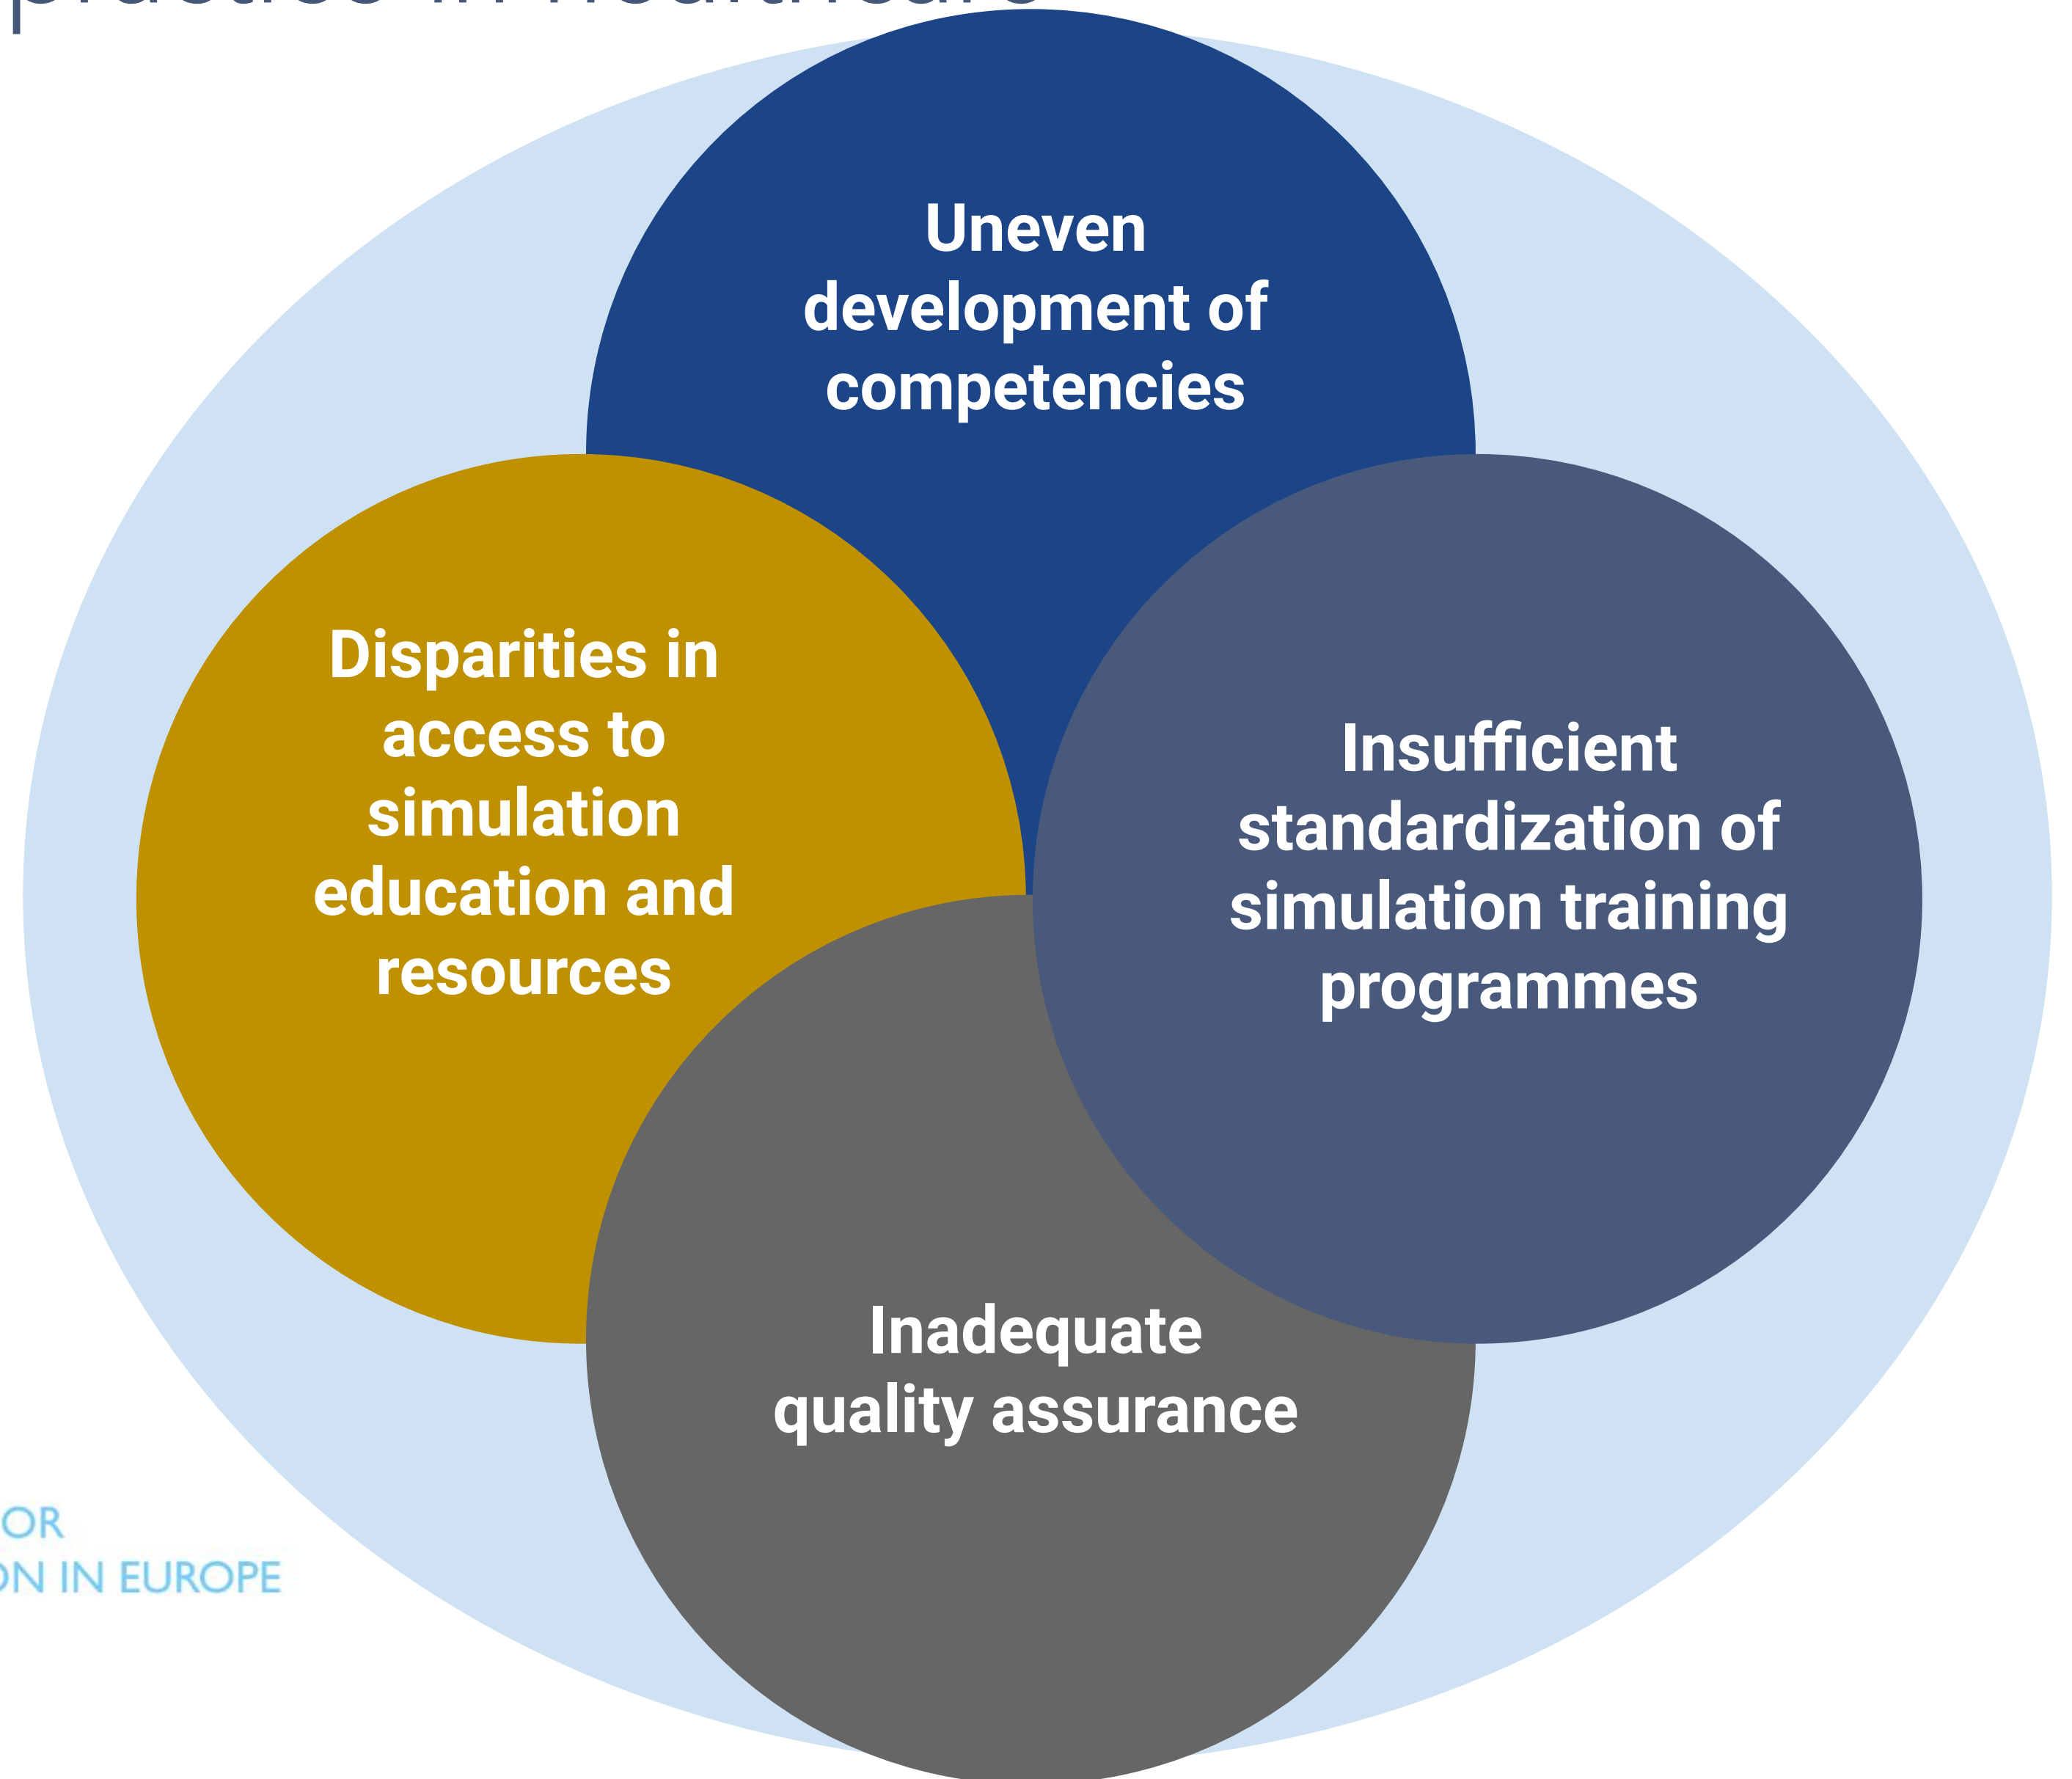 Uneven
development of
competencies
Disparities in
access to
simulation
education and
resources
Insufficient
standardization of
simulation training
programmes
Inadequate
quality assurance
OR
ON IN EUROPE